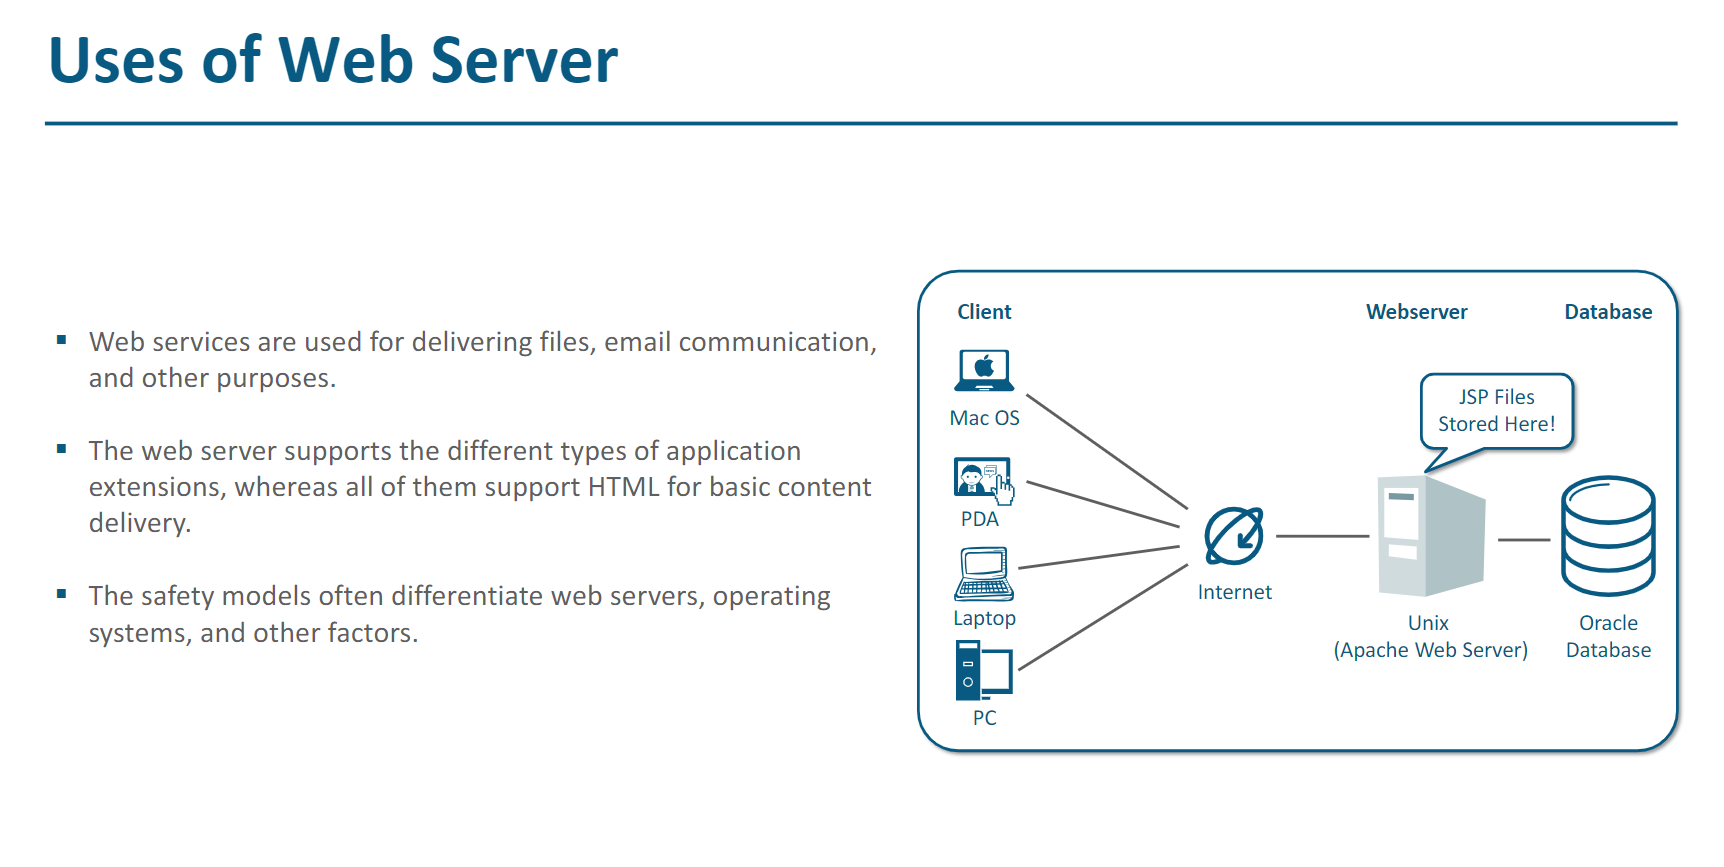 Uses of Web Server
Web services are used for delivering files, email communication,
and other purposes.
The web server supports the different types of application
extensions, whereas all of them support HTML for basic content
delivery.
The safety models often differentiate web servers, operating
systems, and other factors.
Client
Webserver
Database
Mac OS
PDA
Laptop
PC
Internet
JSP Files
Stored Here!
Unix
(Apache Web Server)
Oracle
Database